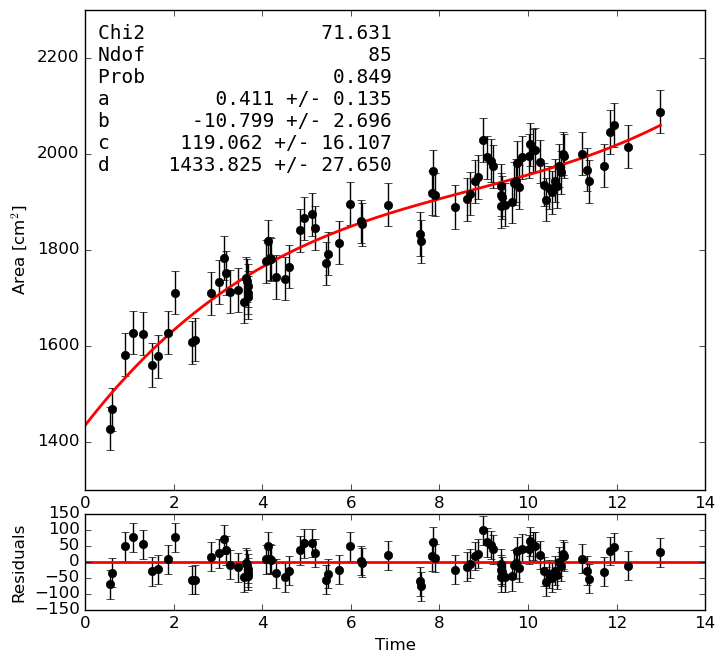 Chi2 71.631
Ndof 85
Prob 0.849
a 0.411 +/- 0.135
b -10.799 +/- 2.696
c 119.062 +/- 16.107
d 1433.825 +/- 27.650
2200
2000
1800
1600
1400
Area [cm²]
0 2 4 6 8 10 12 14
150
100
50
0
−50
−100
−150
Residuals
0 2 4 6 8 10 12 14
Time